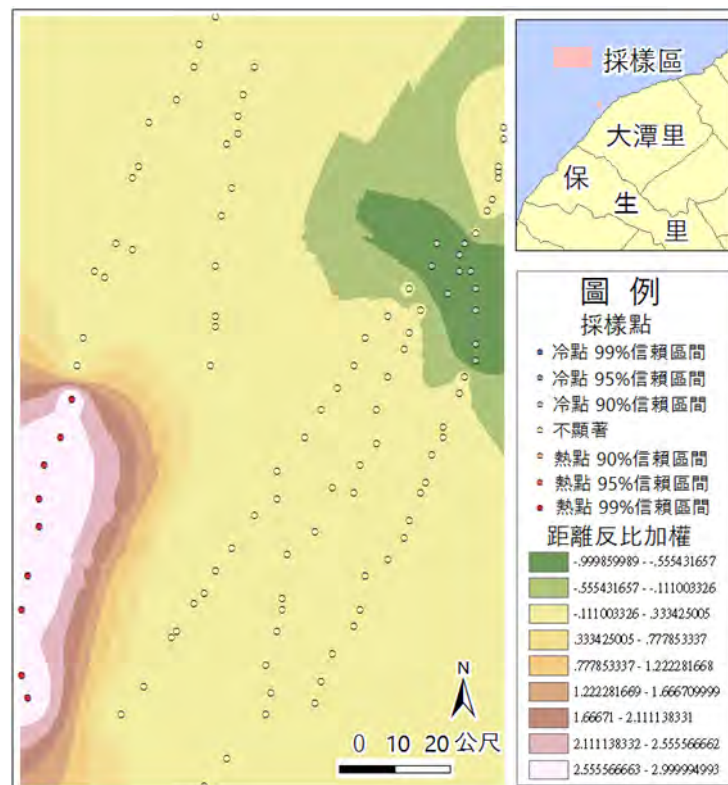 採樣區
大潭里
保
生
里
圖 例
採樣點
冷點 99%信賴區間
冷點 95%信賴區間
冷點 90%信賴區間
不顯著
熱點 90%信賴區間
熱點 95%信賴區間
熱點 99%信賴區間
距離反比加權
-.999859989 - -.555431657
-.555431657 - -.111003326
-.111003326 - .333425005
.333425005 - .777853337
.777853337 - 1.222281668
1.222281669 - 1.666709999
1.66671 - 2.111138331
2.111138332 - 2.555566662
2.555566663 - 2.999994993
N
0 10 20 公尺